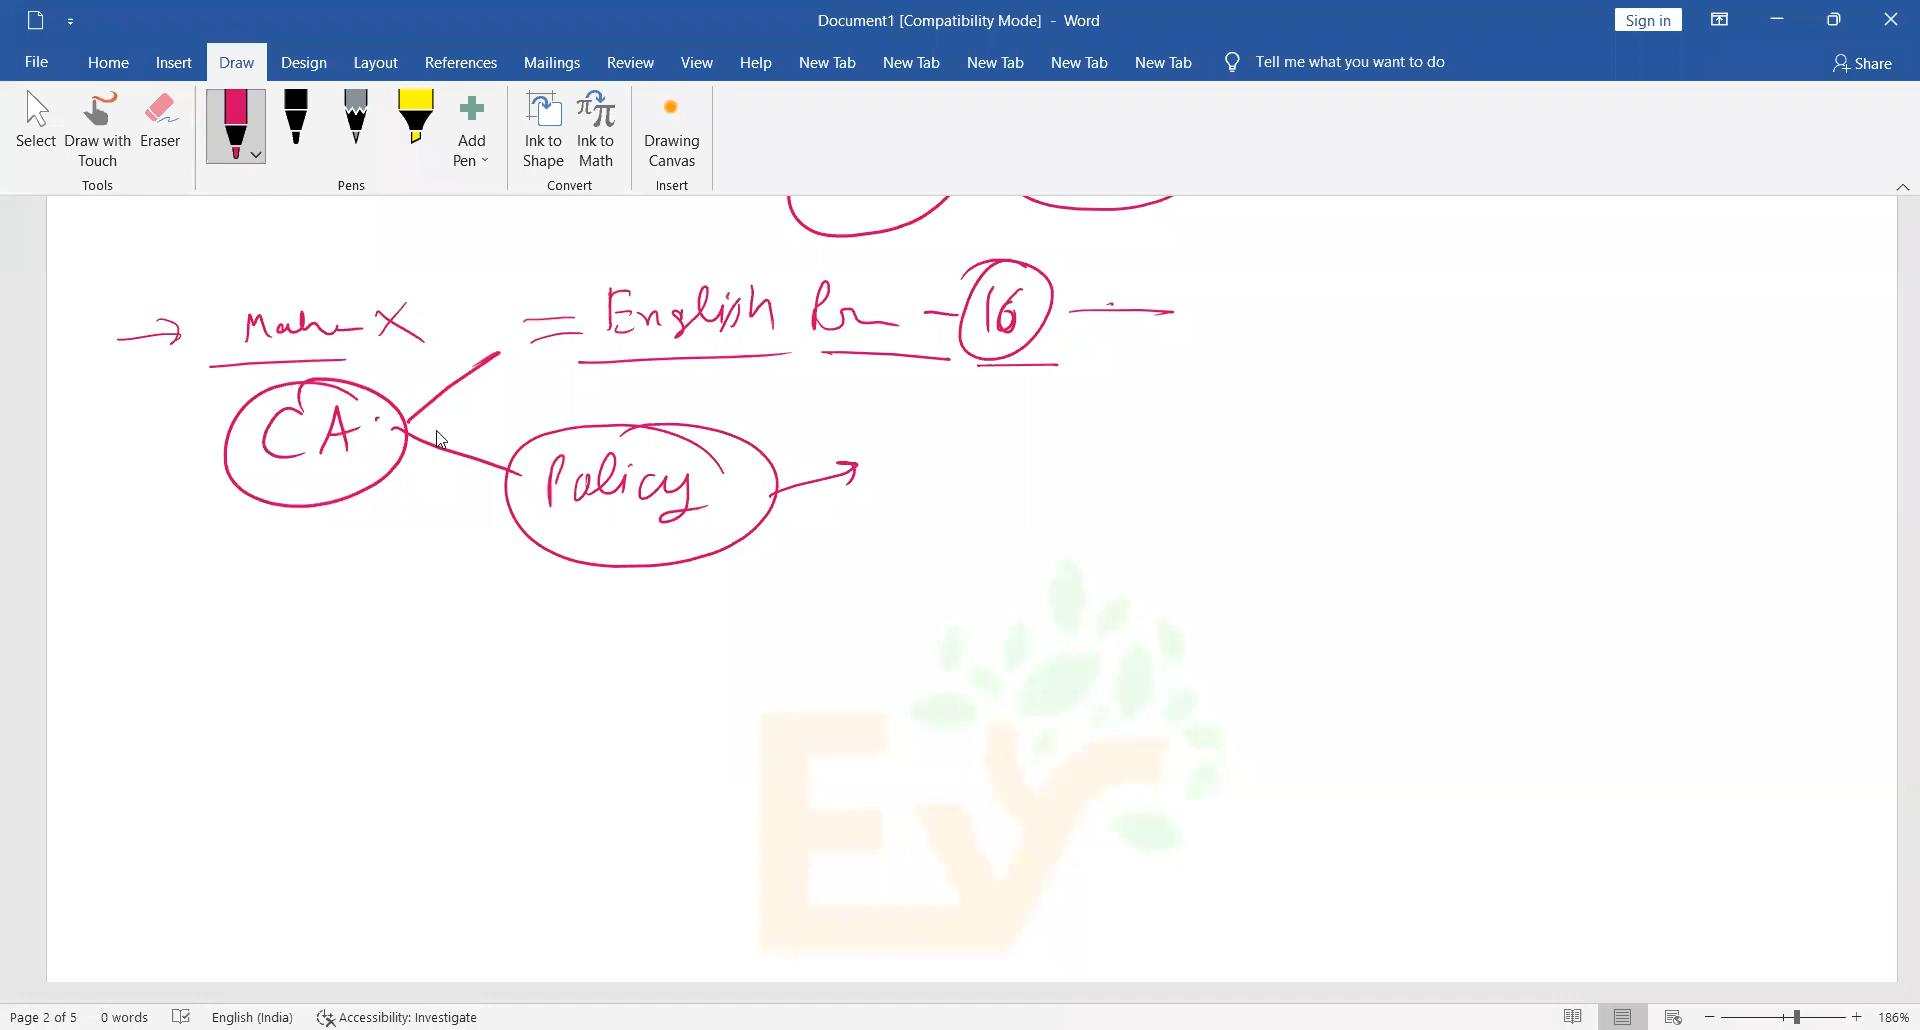 Document1 [Compatibility Mode] - Word
Sign in
File Home Insert Draw Design Layout References Mailings Review View Help New Tab New Tab New Tab New Tab New Tab Tell me what you want to do Share
Select Draw with Touch Eraser Add Pen Ink to Shape Ink to Math Drawing Canvas
Tools Pens Convert Insert
→ X = English - 16
CA
Policy
EY
Page 2 of 5 0 words English (India) Accessibility: Investigate 186%